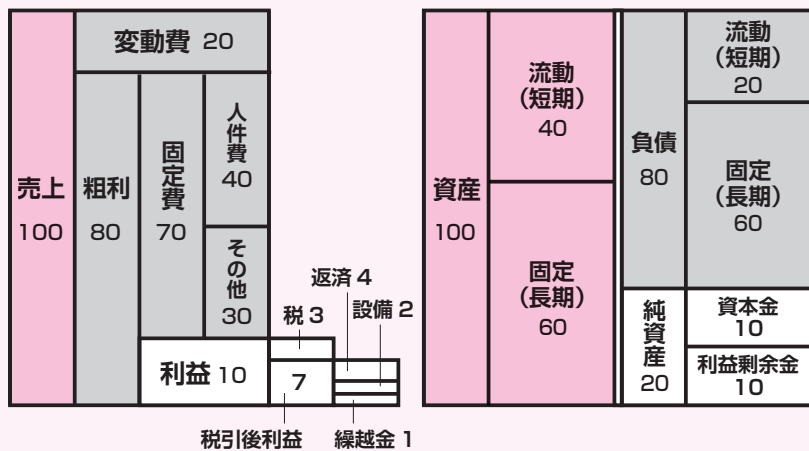 変動費 20
売上
100
粗利
80
固定費
70
人件費
40
その他
30
利益 10
税 3
7
返済 4
設備 2
税引後利益
繰越金 1
資産
100
流動
(短期)
40
固定
(長期)
60
負債
80
流動
(短期)
20
固定
(長期)
60
純資産
20
資本金
10
利益剰余金
10